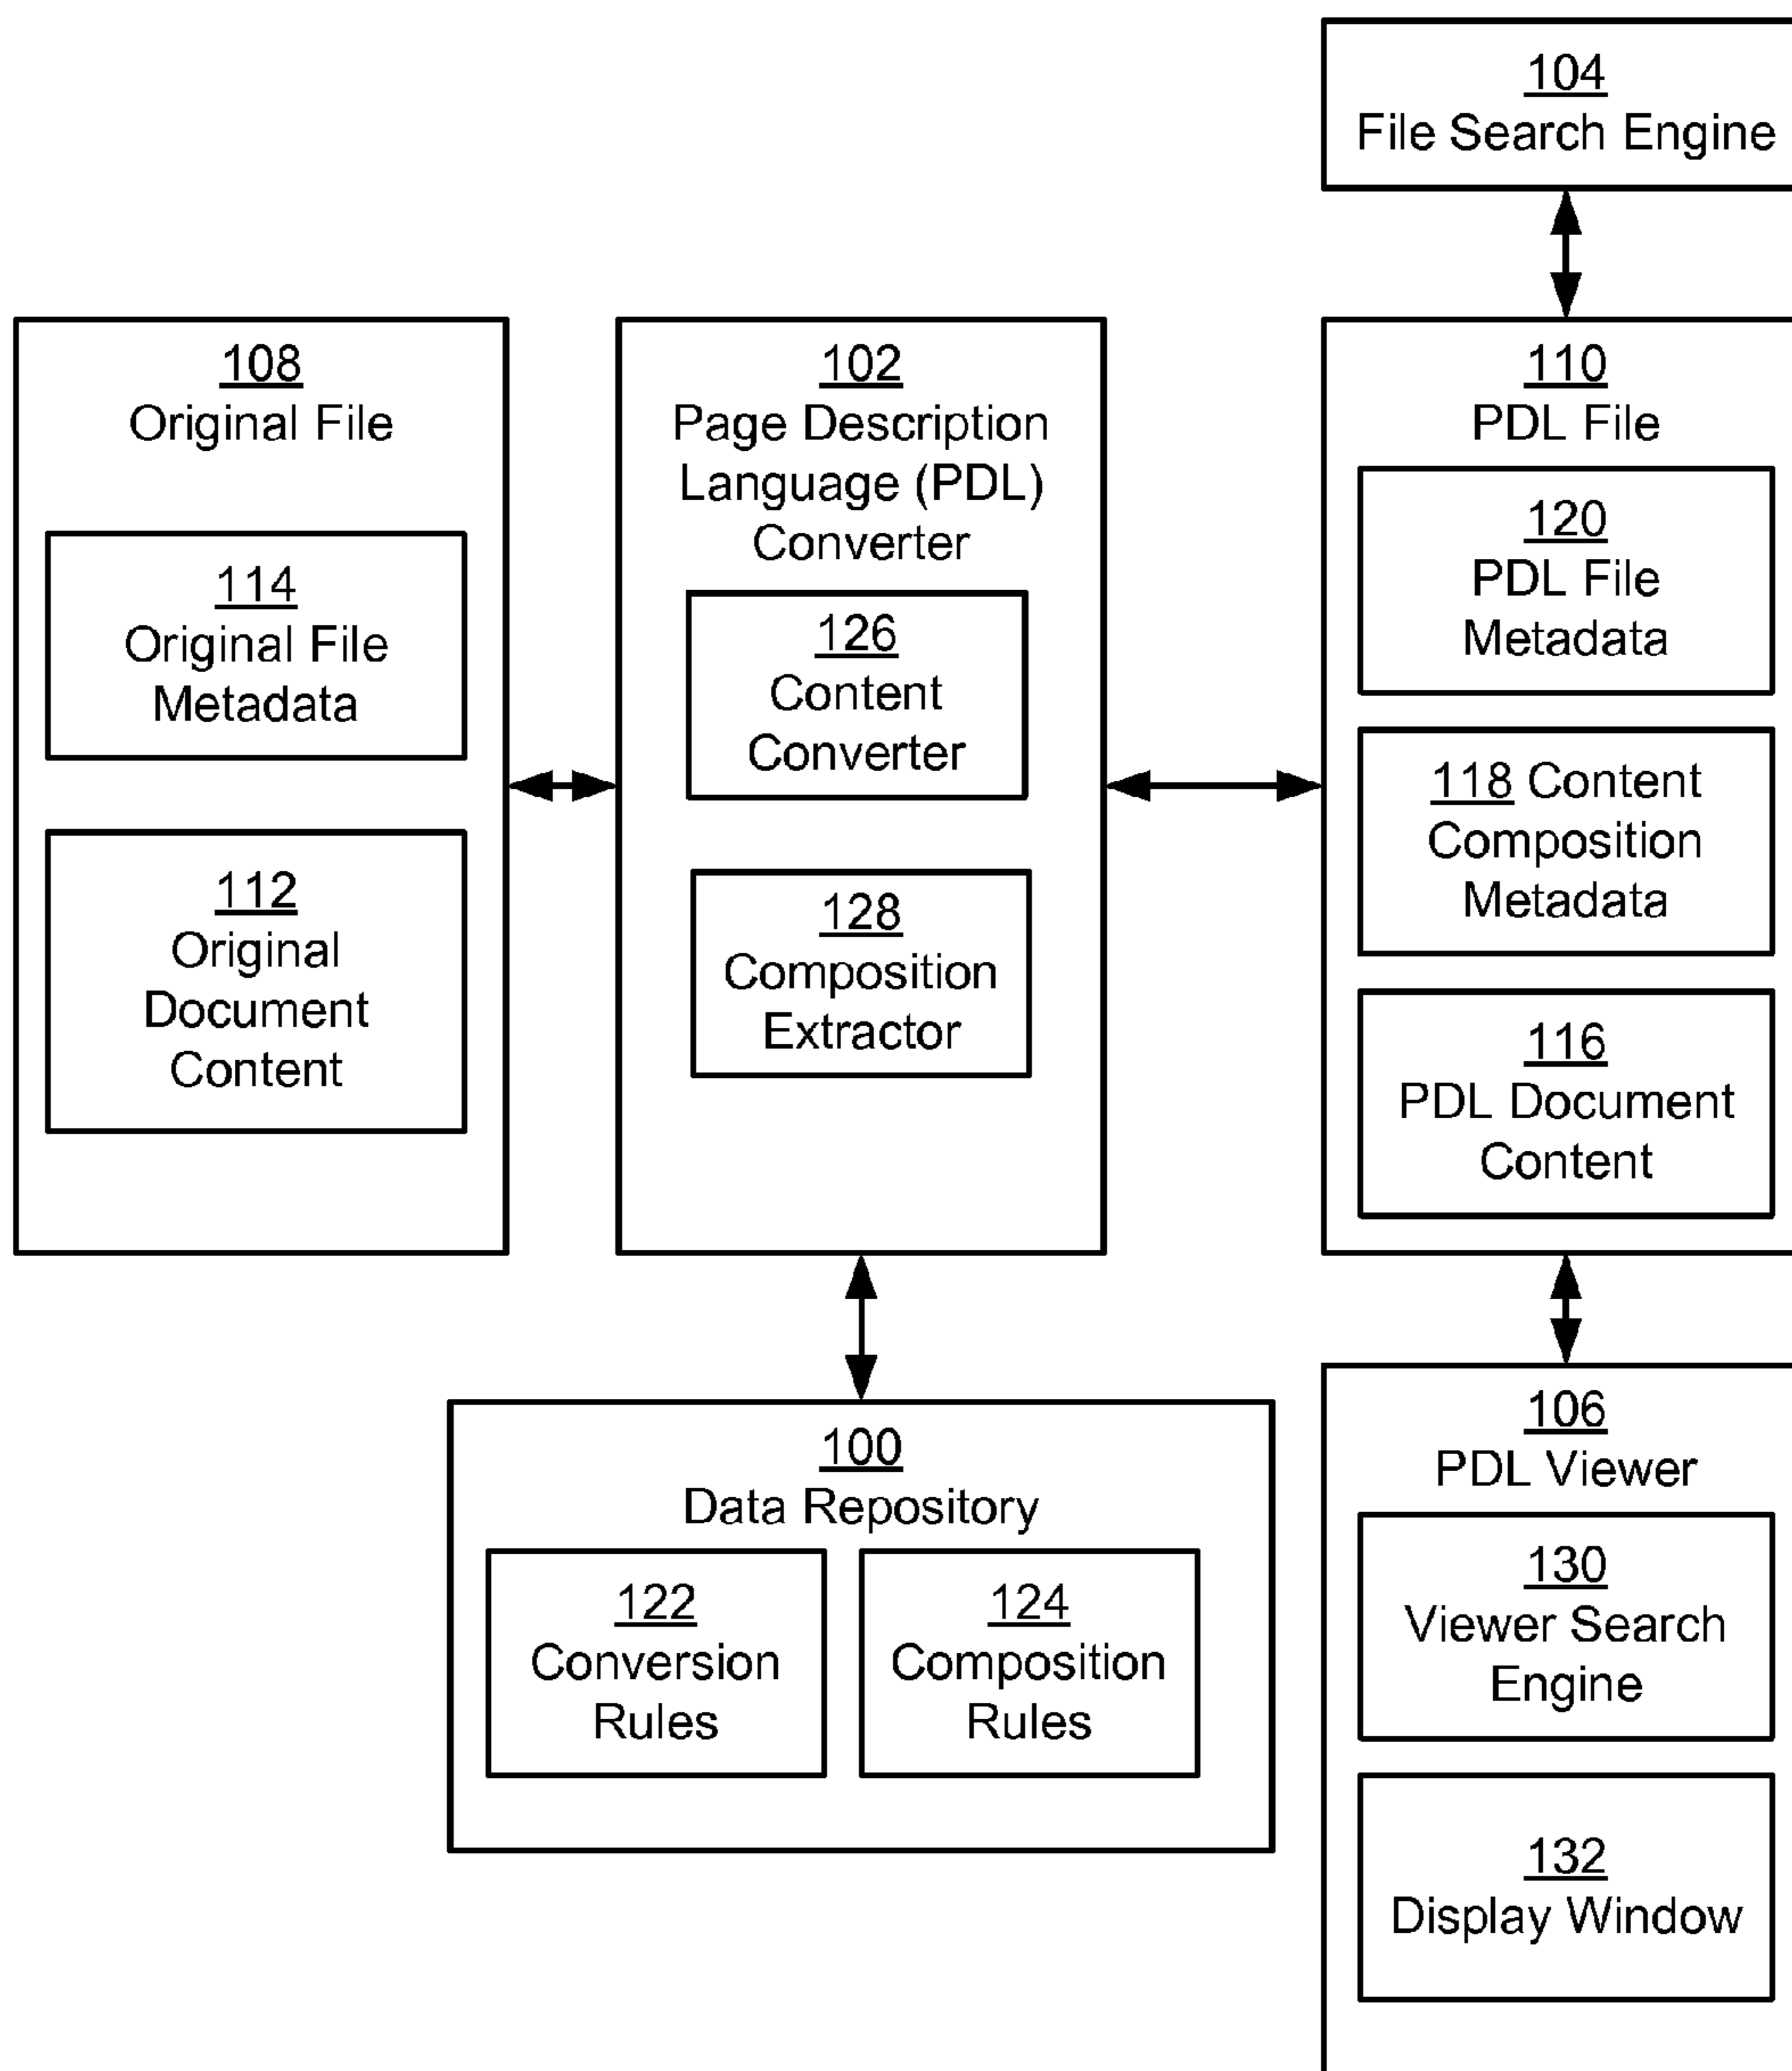 104
File Search Engine
108
Original File
114
Original File
Metadata
112
Original
Document
Content
102
Page Description
Language (PDL)
Converter
126
Content
Converter
128
Composition
Extractor
110
PDL File
120
PDL File
Metadata
118 Content
Composition
Metadata
116
PDL Document
Content
100
Data Repository
122
Conversion
Rules
124
Composition
Rules
106
PDL Viewer
130
Viewer Search
Engine
132
Display Window